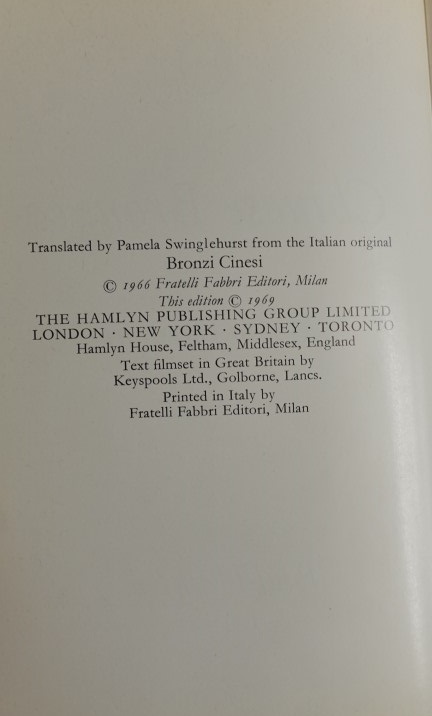 Translated by Pamela Swinglehurst from the Italian original
Bronzi Cinesi
© 1966 Fratelli Fabbri Editori, Milan
This edition © 1969
THE HAMLYN PUBLISHING GROUP LIMITED
LONDON · NEW YORK · SYDNEY · TORONTO
Hamlyn House, Feltham, Middlesex, England
Text filmset in Great Britain by
Keyspools Ltd., Golborne, Lancs.
Printed in Italy by
Fratelli Fabbri Editori, Milan